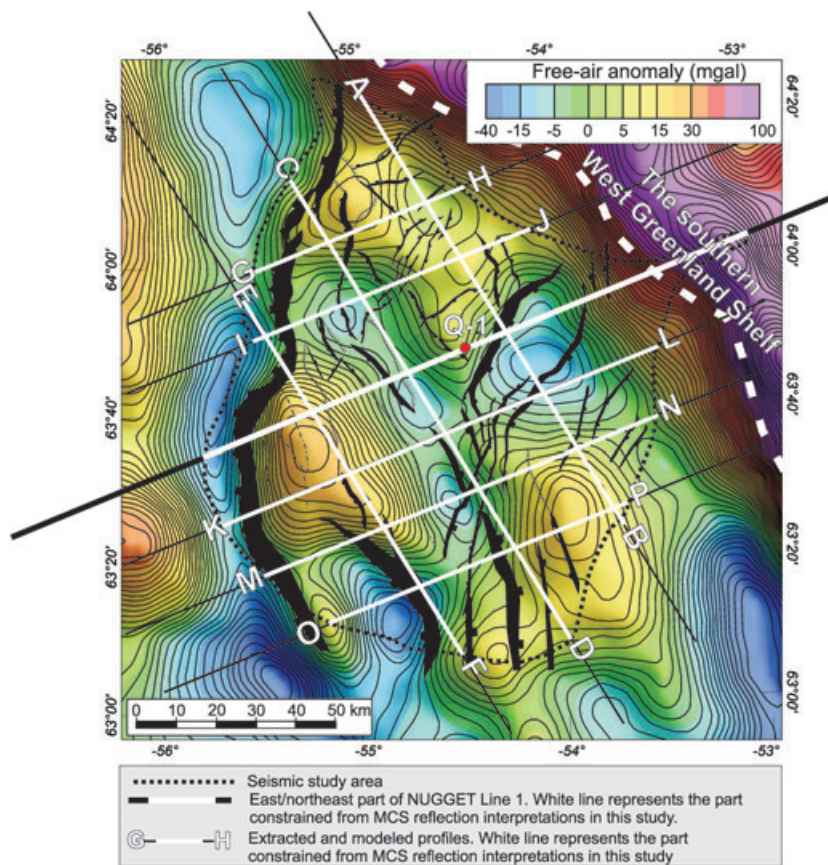 -56° -55° -54° -53°
Free-air anomaly (mgal)
-40 -15 -5 0 5 15 30 100
64°20' 64°20'
A
C
H
The southern
West Greenland Shelf
G
J
64°00' 64°00'
E
I
Q-1
L
63°40' 63°40'
N
K
P
B
63°20' 63°20'
M
O
D
F
63°00' 63°00'
0 10 20 30 40 50 km
-56° -55° -54° -53°
Seismic study area
East/northeast part of NUGGET Line 1. White line represents the part
constrained from MCS reflection interpretations in this study.
G H Extracted and modeled profiles. White line represents the part
constrained from MCS reflection interpretations in this study